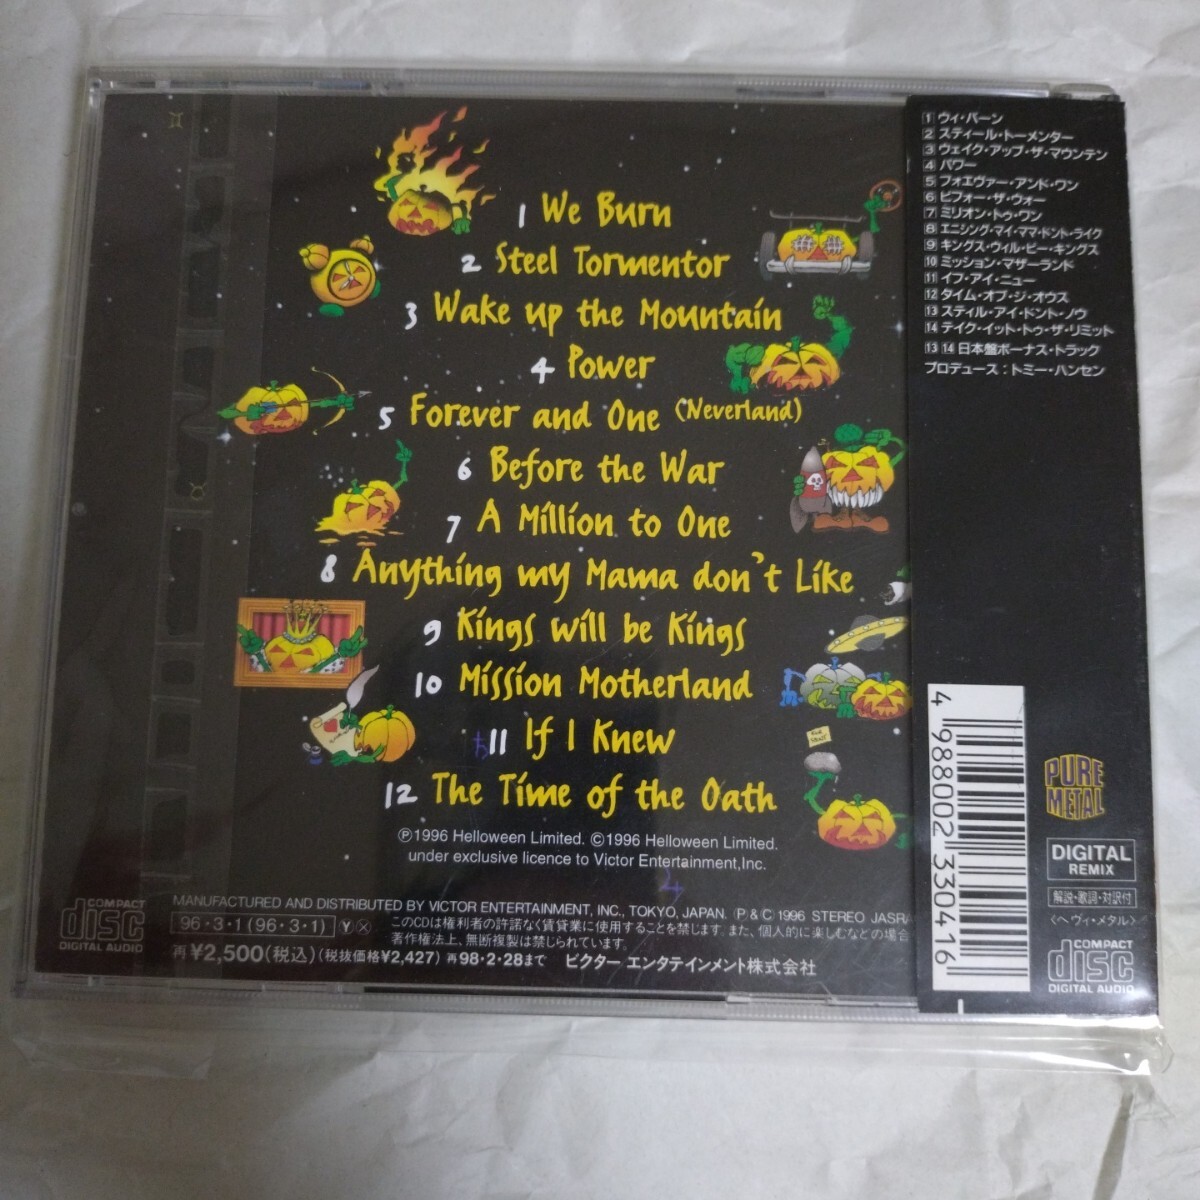 1 We Burn
2 Steel Tormentor
3 Wake up the Mountain
4 Power
5 Forever and One (Neverland)
6 Before the War
7 A Million to One
8 Anything my Mama don't Like
9 Kings will be Kings
10 Mission Motherland
11 If I Knew
12 The Time of the Oath
Ⓟ1996 Helloween Limited. ©1996 Helloween Limited.
under exclusive licence to Victor Entertainment,Inc.
COMPACT
disc
DIGITAL AUDIO
MANUFACTURED AND DISTRIBUTED BY VICTOR ENTERTAINMENT, INC., TOKYO, JAPAN. (P & C) 1996 STEREO JASRA
96・3・1 (96・3・1) Y X
このCDは権利者の許諾なく賃貸業に使用することを禁じます。また、個人的に楽しむなどの場合
著作権法上、無断複製は禁じられています。
再¥2,500(税込)(税抜価格¥2,427) 再98・2・28まで ビクター エンタテインメント株式会社
1 ウィ・バーン
2 スティール・トーメンター
3 ウェイク・アップ・ザ・マウンテン
4 パワー
5 フォエヴァー・アンド・ワン
6 ビフォー・ザ・ウォー
7 ミリオン・トゥ・ワン
8 エニシング・マイ・ママ・ドント・ライク
9 キングス・ウィル・ビー・キングス
10 ミッション・マザーランド
11 イフ・アイ・ニュー
12 タイム・オブ・ジ・オウス
13 スティル・アイ・ドント・ノウ
14 テイク・イット・トゥ・ザ・リミット
13 14 日本盤ボーナス・トラック
プロデュース：トミー・ハンセン
4 988002 330416
PURE
METAL
DIGITAL
REMIX
解説・歌詞・対訳付
〈ヘヴィ・メタル〉
COMPACT
disc
DIGITAL AUDIO